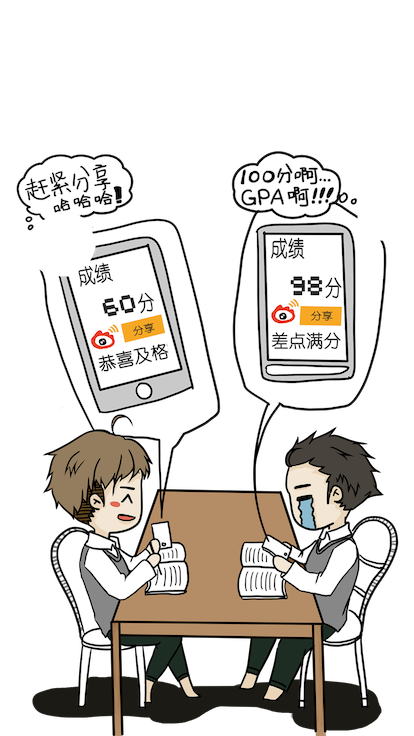 赶紧分享
哈哈哈!
100分啊...
GPA啊!!!
成绩
60分
分享
恭喜及格
成绩
98分
分享
差点满分